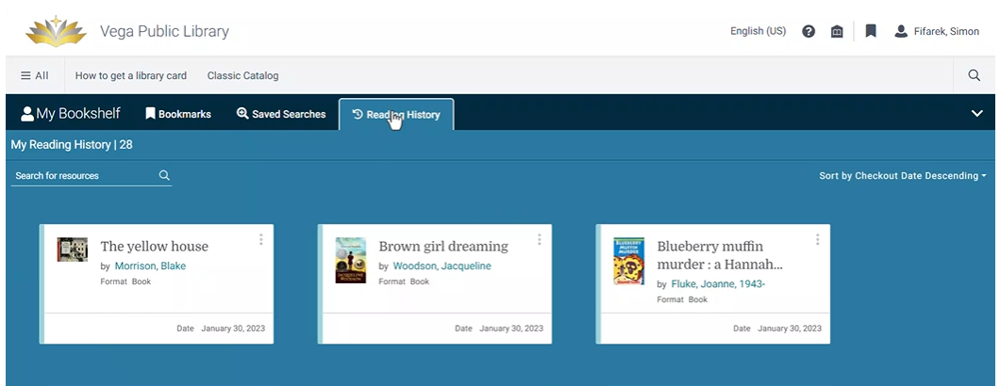 Vega Public Library
English (US)
Fifarek, Simon
All
How to get a library card
Classic Catalog
My Bookshelf
Bookmarks
Saved Searches
Reading History
My Reading History | 28
Search for resources
Sort by Checkout Date Descending
The yellow house
by Morrison, Blake
Format Book
Date January 30, 2023
Brown girl dreaming
by Woodson, Jacqueline
Format Book
Date January 30, 2023
BLUEBERRY
MUFFIN
MURDER
Blueberry muffin
murder : a Hannah...
by Fluke, Joanne, 1943-
Format Book
Date January 30, 2023